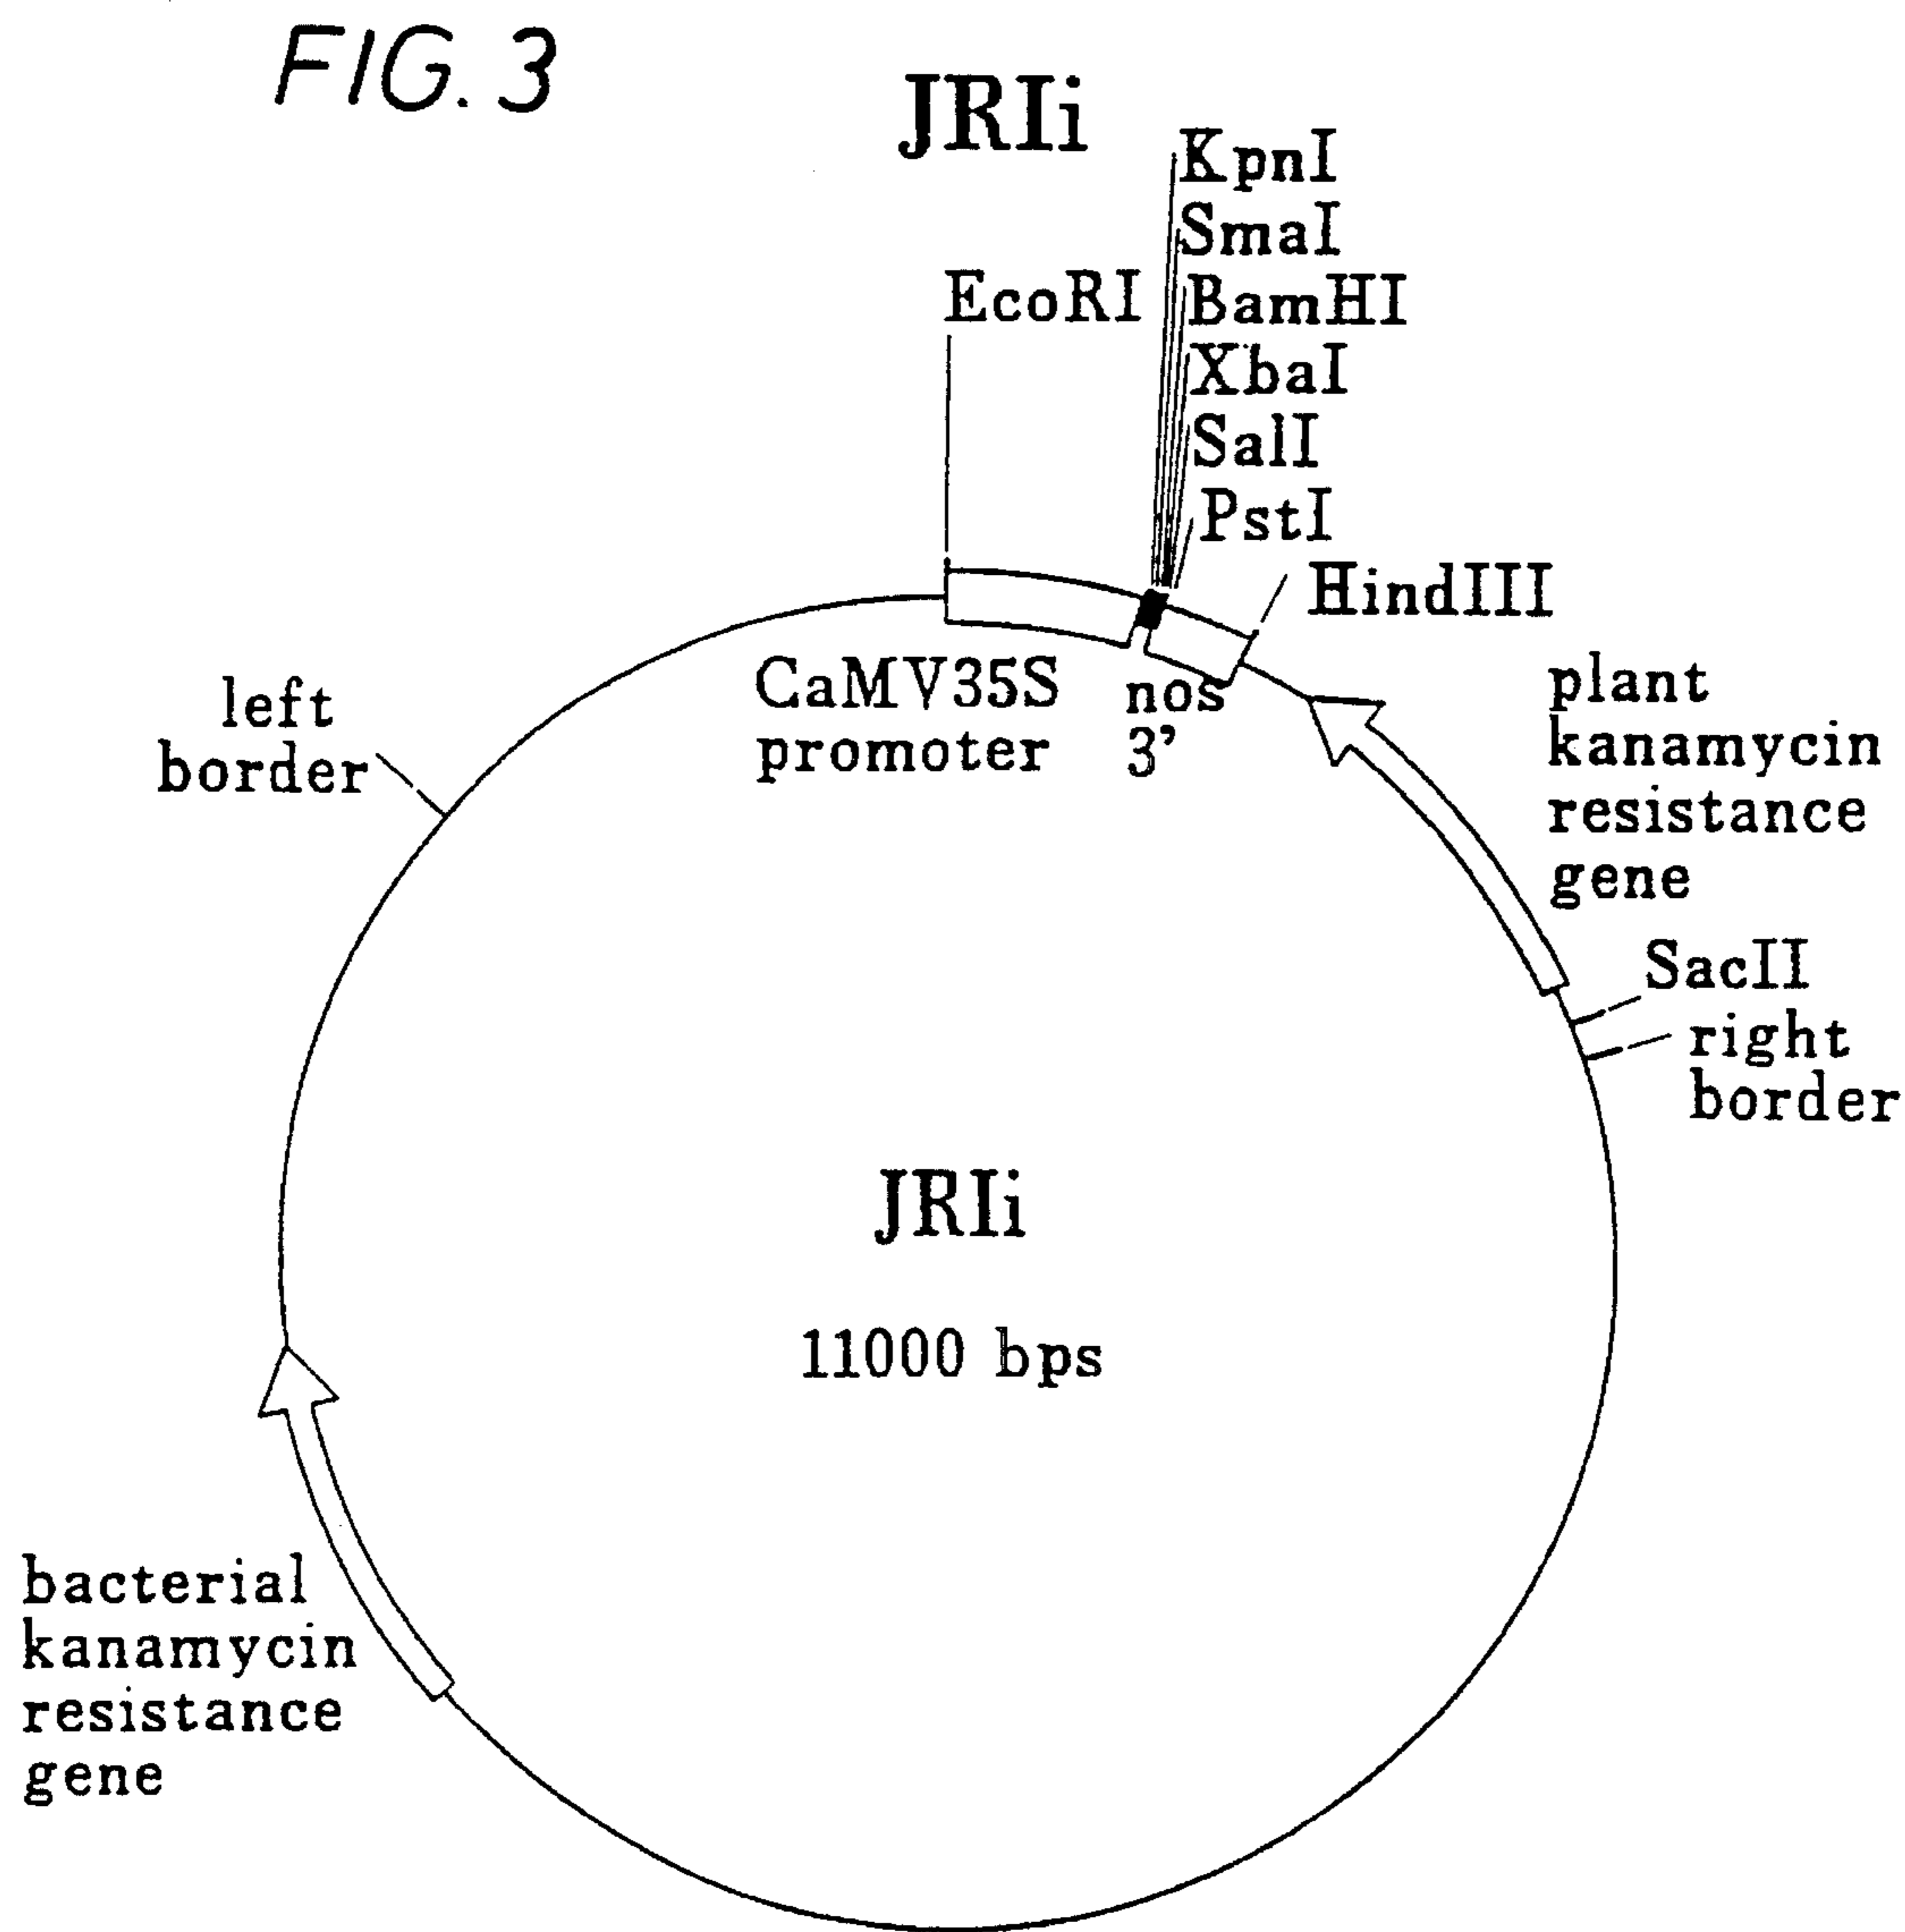 FIG. 3
JRIi
KpnI
SmaI
EcoRI
BamHI
XbaI
SalI
PstI
HindIII
left
border
CaMV35S
promoter
nos
3’
plant
kanamycin
resistance
gene
SacII
right
border
JRIi
11000 bps
bacterial
kanamycin
resistance
gene